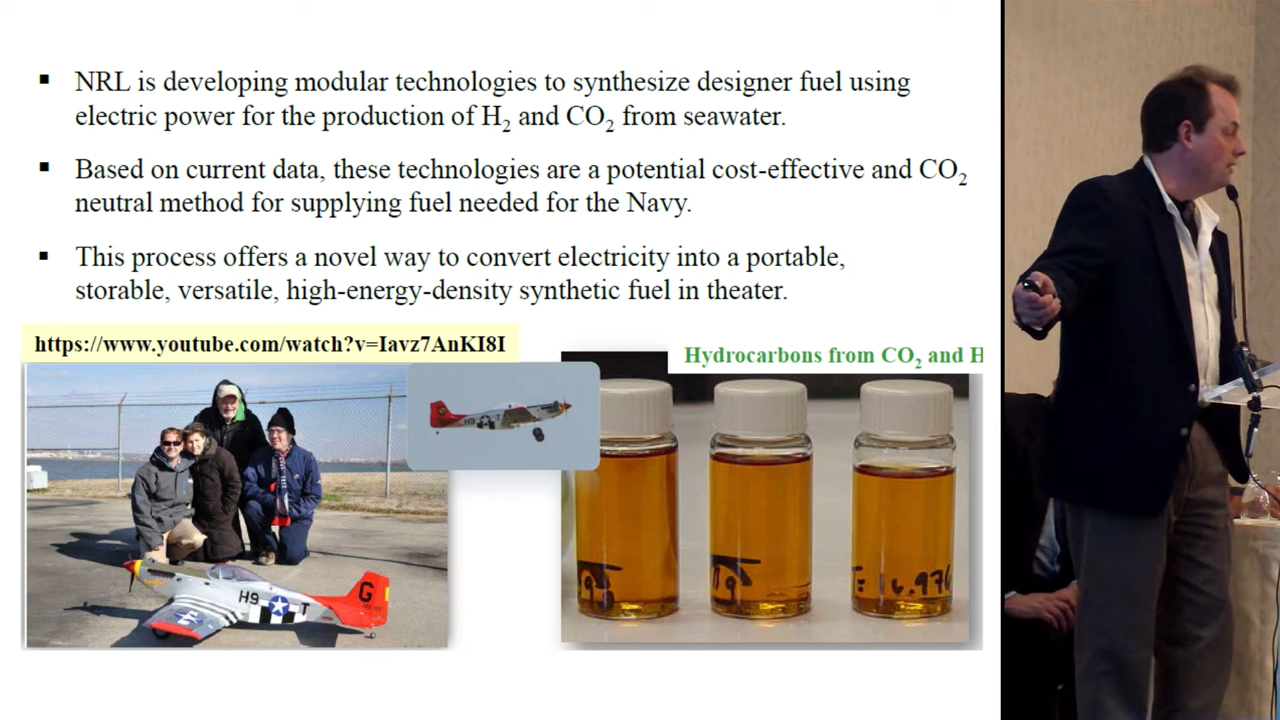 NRL is developing modular technologies to synthesize designer fuel using
electric power for the production of H₂ and CO₂ from seawater.
Based on current data, these technologies are a potential cost-effective and CO₂
neutral method for supplying fuel needed for the Navy.
This process offers a novel way to convert electricity into a portable,
storable, versatile, high-energy-density synthetic fuel in theater.
https://www.youtube.com/watch?v=Iavz7AnKI8I
Hydrocarbons from CO₂ and H
H9
T
G